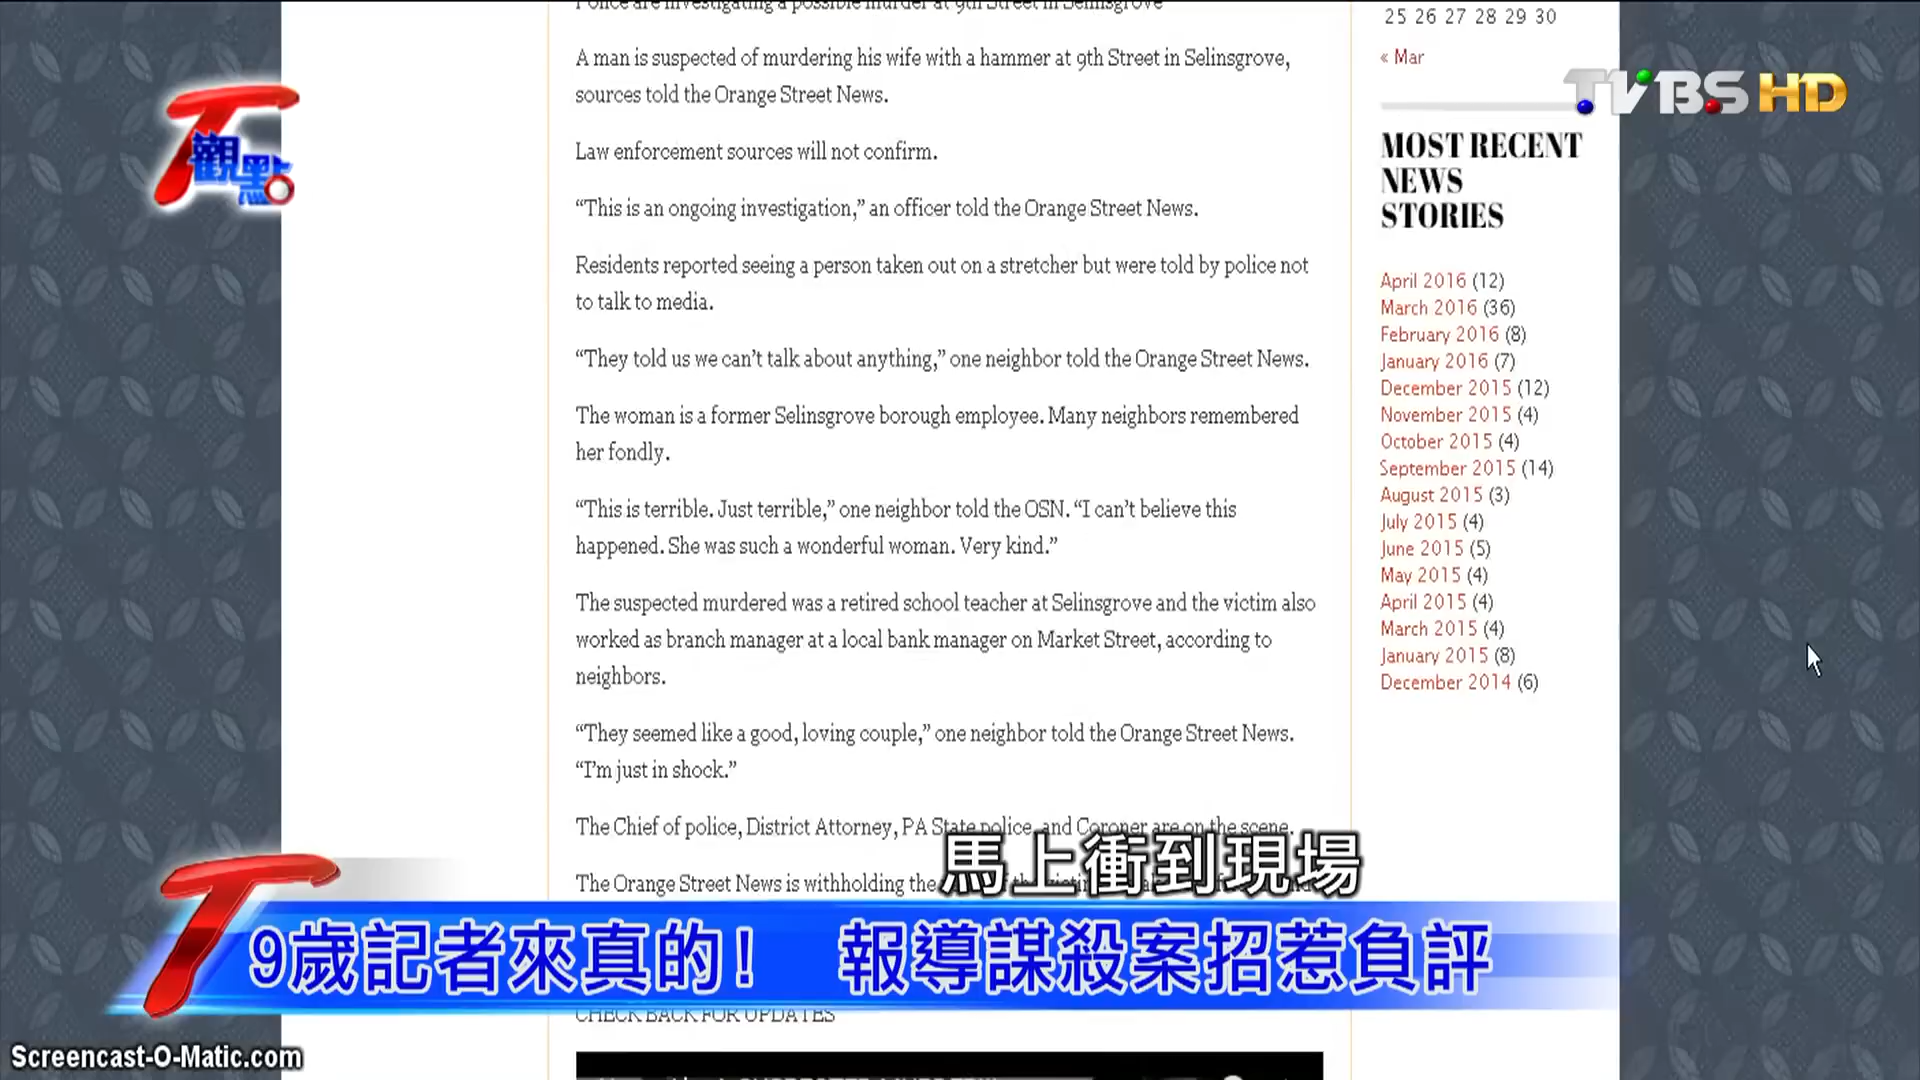 Police are investigating a possible murder at 9th Street in Selinsgrove
A man is suspected of murdering his wife with a hammer at 9th Street in Selinsgrove,
sources told the Orange Street News.
Law enforcement sources will not confirm.
“This is an ongoing investigation,” an officer told the Orange Street News.
Residents reported seeing a person taken out on a stretcher but were told by police not
to talk to media.
“They told us we can’t talk about anything,” one neighbor told the Orange Street News.
The woman is a former Selinsgrove borough employee. Many neighbors remembered
her fondly.
“This is terrible. Just terrible,” one neighbor told the OSN. “I can’t believe this
happened. She was such a wonderful woman. Very kind.”
The suspected murdered was a retired school teacher at Selinsgrove and the victim also
worked as branch manager at a local bank manager on Market Street, according to
neighbors.
“They seemed like a good, loving couple,” one neighbor told the Orange Street News.
“I’m just in shock.”
The Chief of police, District Attorney, PA State police, and Coroner are on the scene.
The Orange Street News is withholding the
CHECK BACK FOR UPDATES
25 26 27 28 29 30
« Mar
TVBS HD
MOST RECENT
NEWS
STORIES
April 2016 (12)
March 2016 (36)
February 2016 (8)
January 2016 (7)
December 2015 (12)
November 2015 (4)
October 2015 (4)
September 2015 (14)
August 2015 (3)
July 2015 (4)
June 2015 (5)
May 2015 (4)
April 2015 (4)
March 2015 (4)
January 2015 (8)
December 2014 (6)
T觀點
馬上衝到現場
T
9歲記者來真的! 報導謀殺案招惹負評
Screencast-O-Matic.com